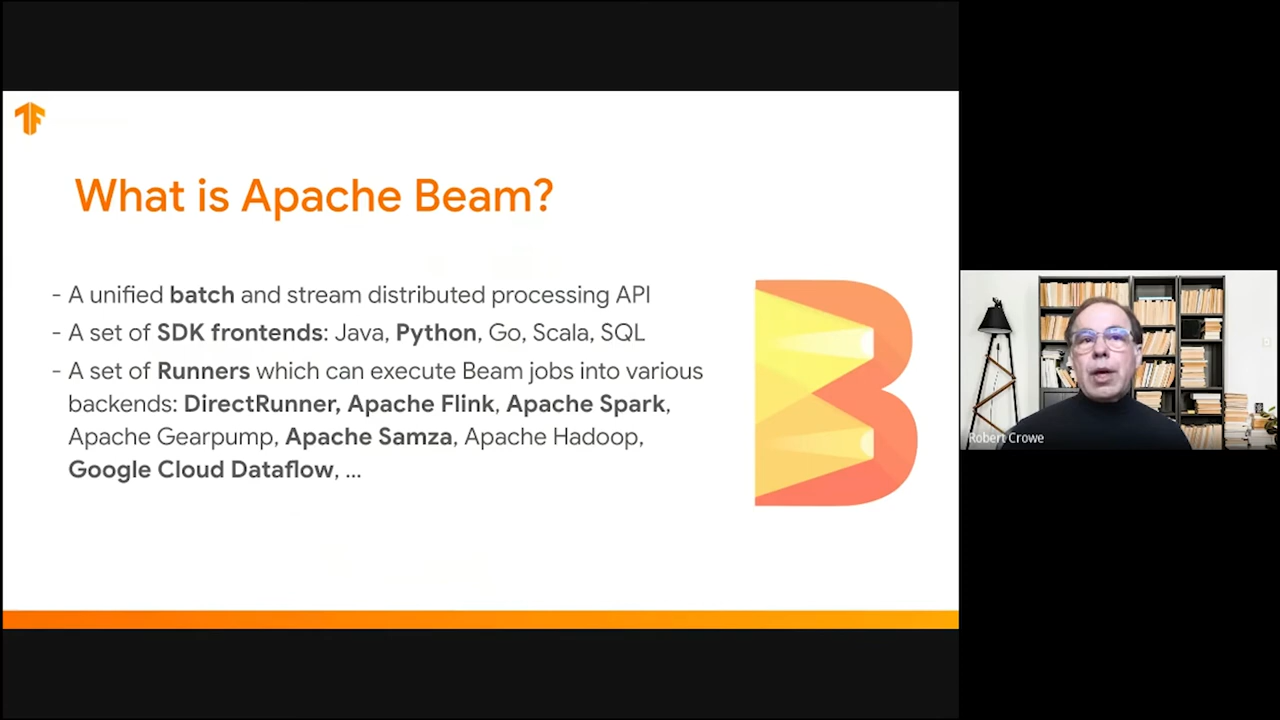 What is Apache Beam?
- A unified batch and stream distributed processing API
- A set of SDK frontends: Java, Python, Go, Scala, SQL
- A set of Runners which can execute Beam jobs into various
backends: DirectRunner, Apache Flink, Apache Spark,
Apache Gearpump, Apache Samza, Apache Hadoop,
Google Cloud Dataflow, ...
Robert Crowe